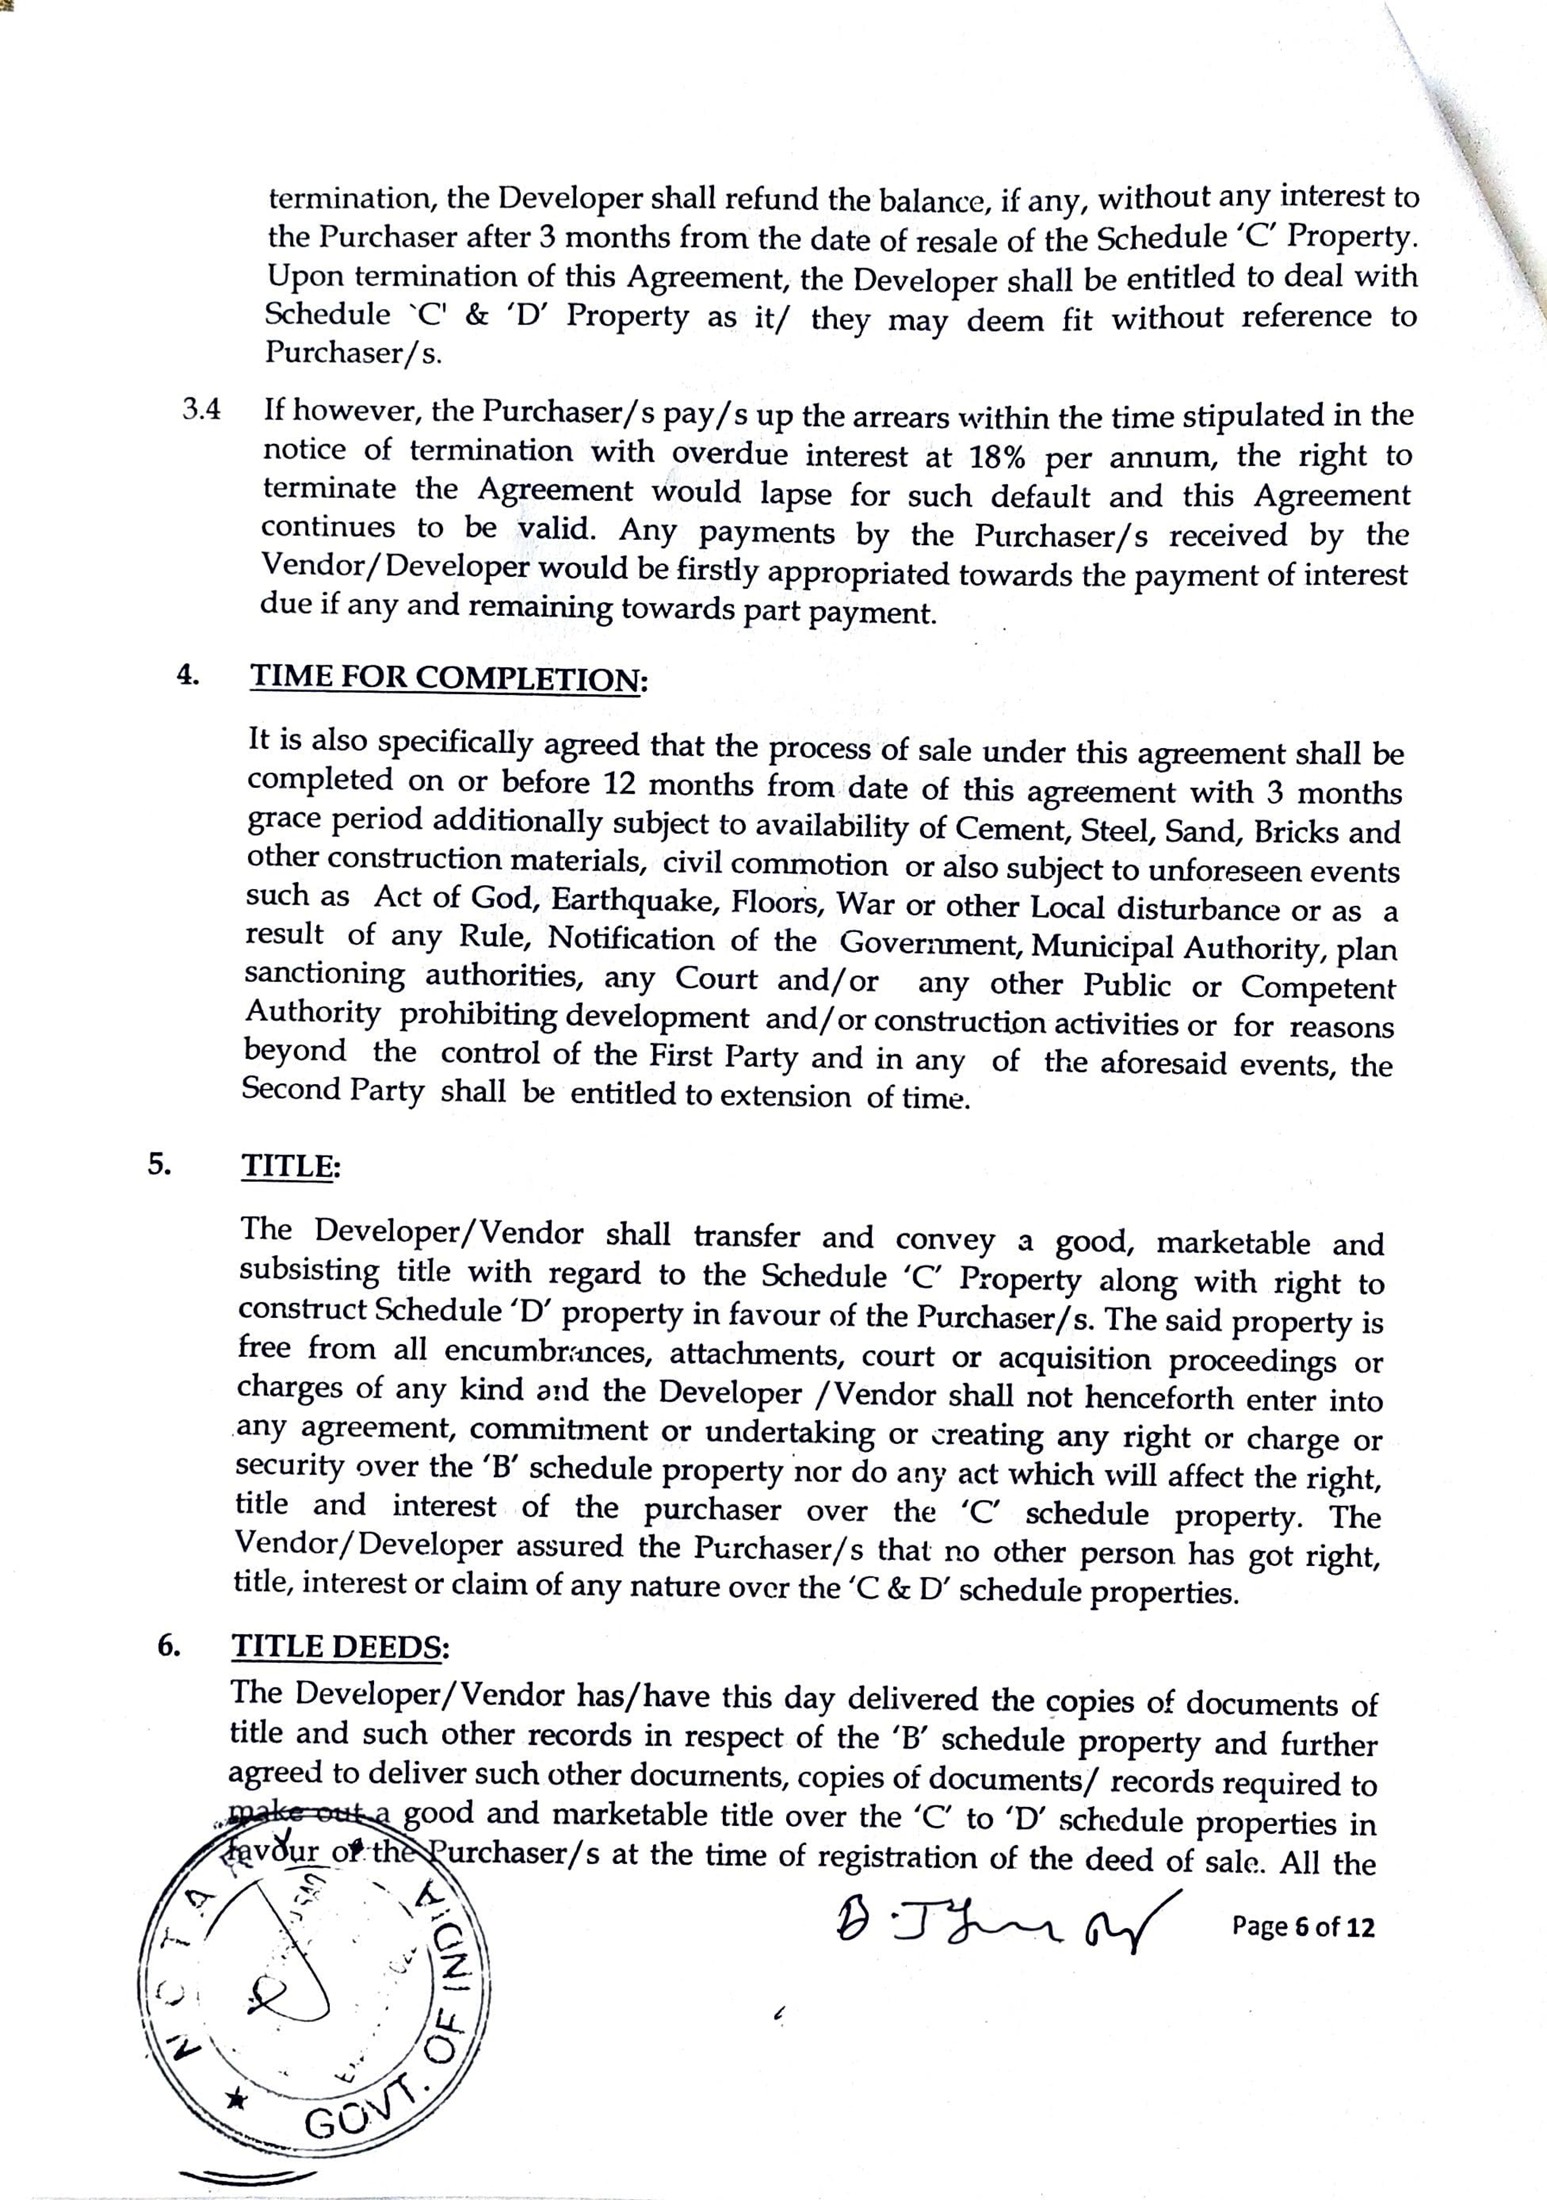 termination, the Developer shall refund the balance, if any, without any interest to
the Purchaser after 3 months from the date of resale of the Schedule ‘C’ Property.
Upon termination of this Agreement, the Developer shall be entitled to deal with
Schedule `C' & ‘D’ Property as it/ they may deem fit without reference to
Purchaser/s.
3.4 If however, the Purchaser/s pay/s up the arrears within the time stipulated in the
notice of termination with overdue interest at 18% per annum, the right to
terminate the Agreement would lapse for such default and this Agreement
continues to be valid. Any payments by the Purchaser/s received by the
Vendor/Developer would be firstly appropriated towards the payment of interest
due if any and remaining towards part payment.
4. TIME FOR COMPLETION:
It is also specifically agreed that the process of sale under this agreement shall be
completed on or before 12 months from date of this agreement with 3 months
grace period additionally subject to availability of Cement, Steel, Sand, Bricks and
other construction materials, civil commotion or also subject to unforeseen events
such as Act of God, Earthquake, Floors, War or other Local disturbance or as a
result of any Rule, Notification of the Government, Municipal Authority, plan
sanctioning authorities, any Court and/or any other Public or Competent
Authority prohibiting development and/or construction activities or for reasons
beyond the control of the First Party and in any of the aforesaid events, the
Second Party shall be entitled to extension of time.
5. TITLE:
The Developer/Vendor shall transfer and convey a good, marketable and
subsisting title with regard to the Schedule ‘C’ Property along with right to
construct Schedule ‘D’ property in favour of the Purchaser/s. The said property is
free from all encumbrances, attachments, court or acquisition proceedings or
charges of any kind and the Developer /Vendor shall not henceforth enter into
any agreement, commitment or undertaking or creating any right or charge or
security over the ‘B’ schedule property nor do any act which will affect the right,
title and interest of the purchaser over the ‘C’ schedule property. The
Vendor/Developer assured the Purchaser/s that no other person has got right,
title, interest or claim of any nature over the ‘C & D’ schedule properties.
6. TITLE DEEDS:
The Developer/Vendor has/have this day delivered the copies of documents of
title and such other records in respect of the ‘B’ schedule property and further
agreed to deliver such other documents, copies of documents/ records required to
make out a good and marketable title over the ‘C’ to ‘D’ schedule properties in
favour of the Purchaser/s at the time of registration of the deed of sale. All the
Page 6 of 12
NOTARY
GOVT. OF INDIA